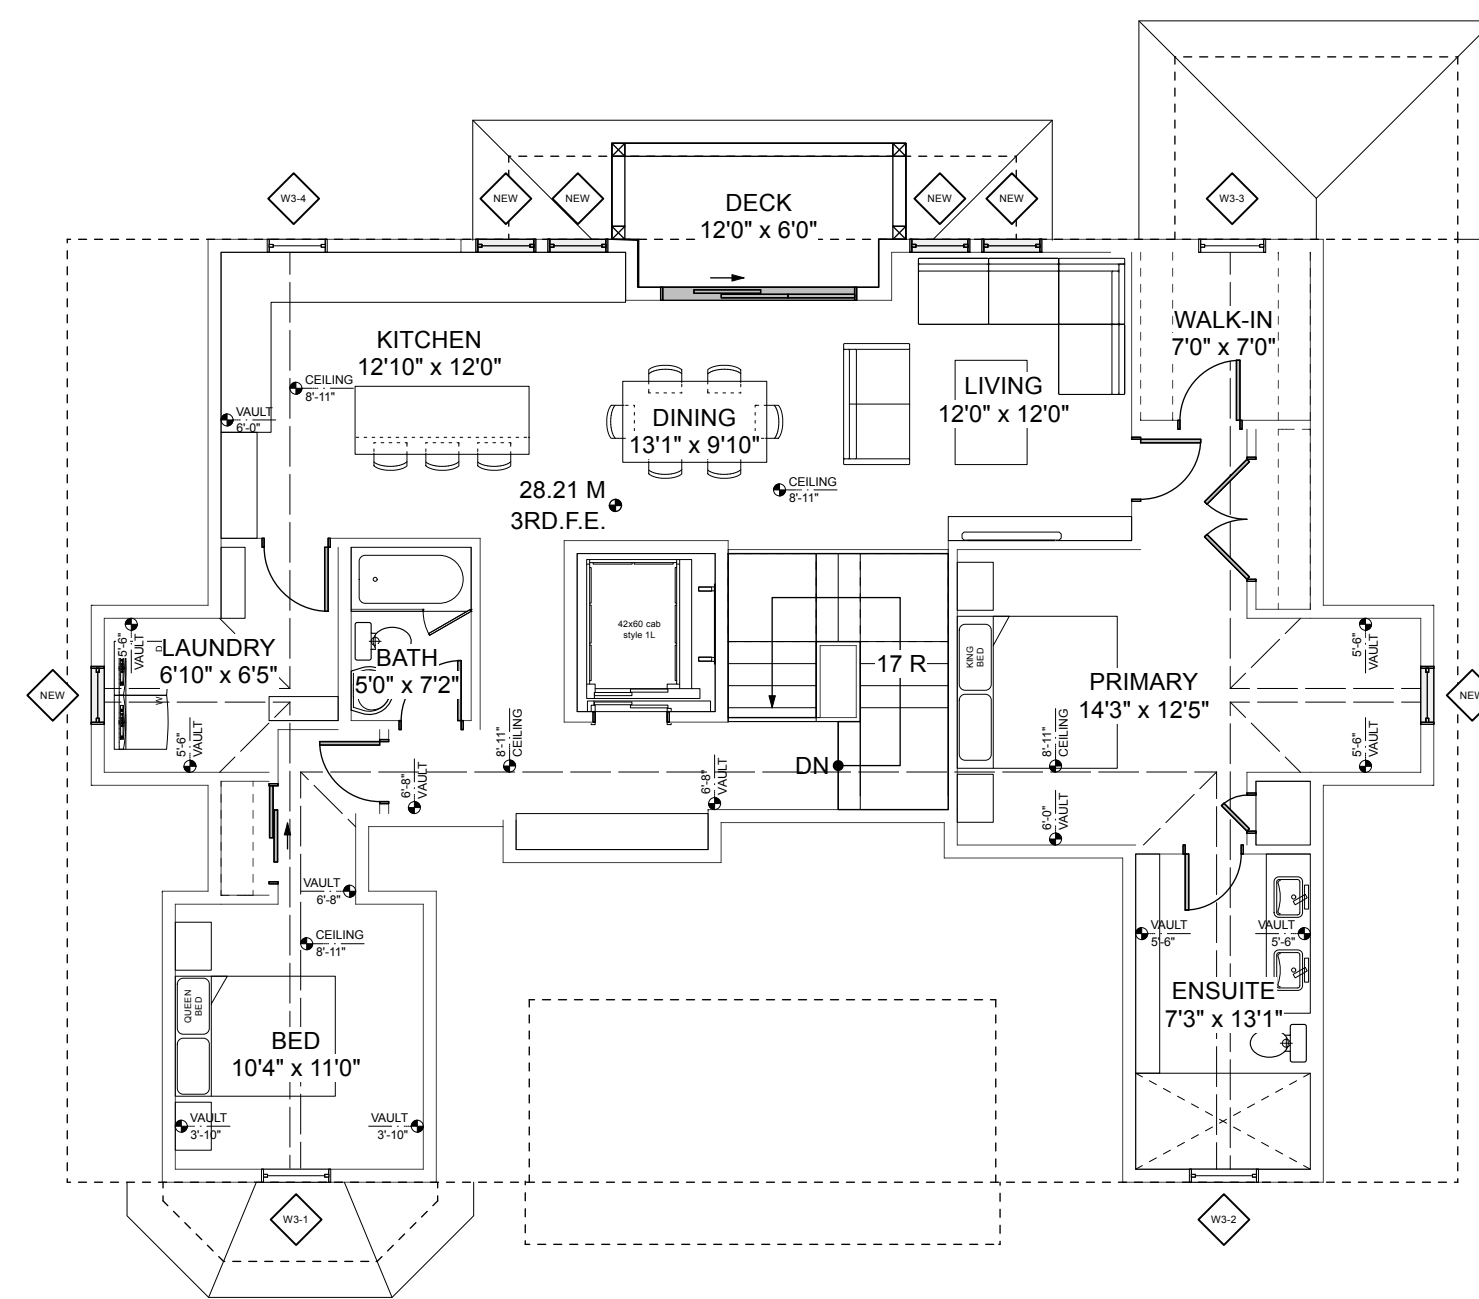 W3-4
NEW
NEW
DECK
12'0" x 6'0"
NEW
NEW
W3-3
KITCHEN
12'10" x 12'0"
CEILING
8'-11"
VAULT
6'-0"
DINING
13'1" x 9'10"
LIVING
12'0" x 12'0"
WALK-IN
7'0" x 7'0"
CEILING
8'-11"
28.21 M
3RD.F.E.
42x60 cab
style 1L
NEW
5'-6"
VAULT
D
LAUNDRY
6'10" x 6'5"
W
5'-6"
VAULT
BATH
5'0" x 7'2"
8'-11"
CEILING
6'-8"
VAULT
6'-8"
VAULT
17 R
DN
KING
BED
PRIMARY
14'3" x 12'5"
8'-11"
CEILING
6'-0"
VAULT
5'-6"
VAULT
5'-6"
VAULT
NEW
VAULT
6'-8"
CEILING
8'-11"
QUEEN
BED
BED
10'4" x 11'0"
VAULT
3'-10"
VAULT
3'-10"
VAULT
5'-6"
VAULT
5'-6"
ENSUITE
7'3" x 13'1"
W3-1
W3-2